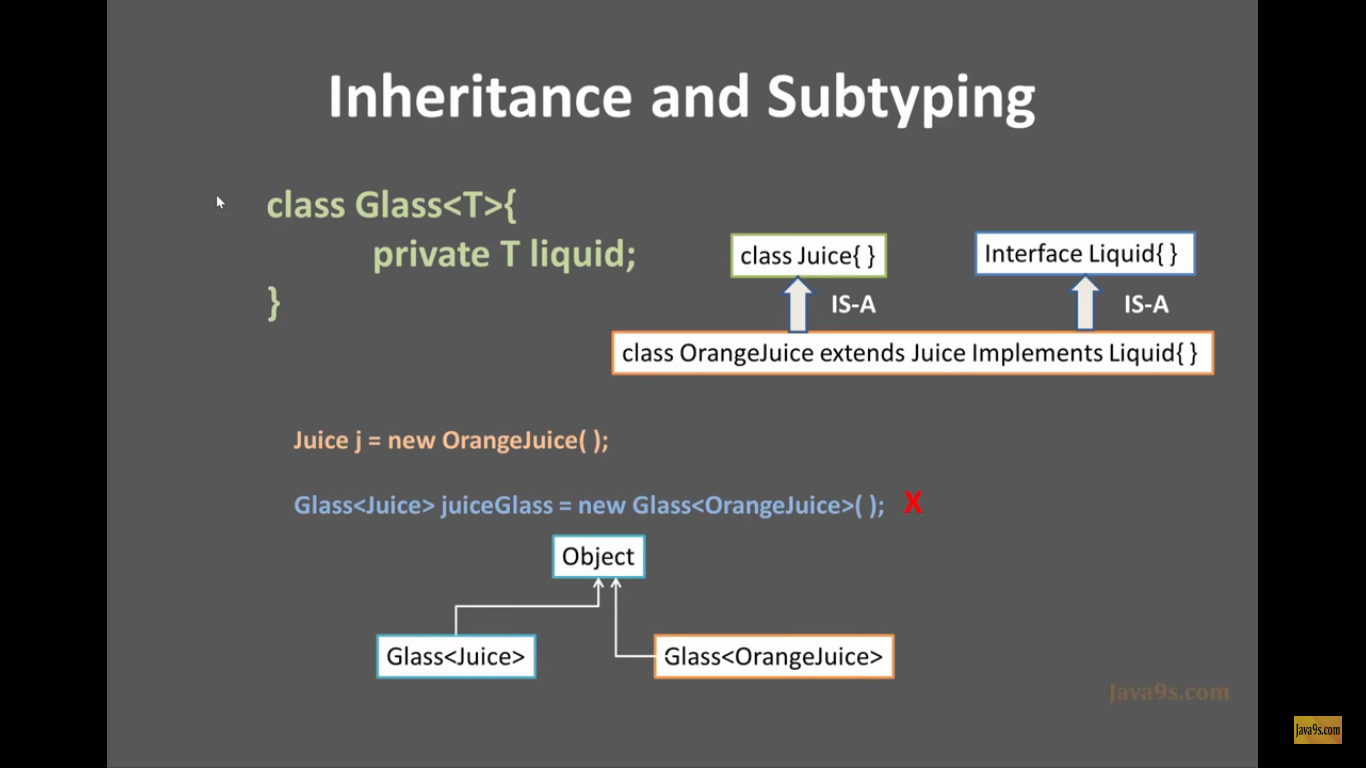 Inheritance and Subtyping
class Glass<T>{
private T liquid;
}
class Juice{ }
Interface Liquid{ }
IS-A
IS-A
class OrangeJuice extends Juice Implements Liquid{ }
Juice j = new OrangeJuice( );
Glass<Juice> juiceGlass = new Glass<OrangeJuice>( ); X
Object
Glass<Juice>
Glass<OrangeJuice>
Java9s.com
Java9s.com